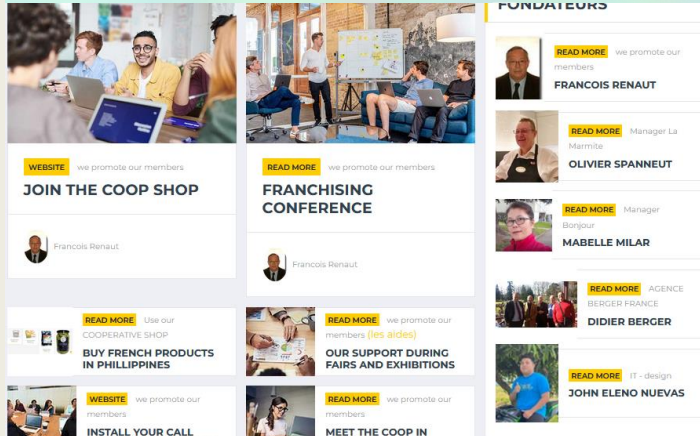 WEBSITE we promote our members
JOIN THE COOP SHOP
Francois Renaut
READ MORE we promote our members
FRANCHISING
CONFERENCE
Francois Renaut
READ MORE Use our
COOPERATIVE SHOP
BUY FRENCH PRODUCTS
IN PHILLIPPINES
READ MORE we promote our
members (les aides)
OUR SUPPORT DURING
FAIRS AND EXHIBITIONS
WEBSITE we promote our
members
INSTALL YOUR CALL
READ MORE we promote our
members
MEET THE COOP IN
FONDATEURS
READ MORE we promote our
members
FRANCOIS RENAUT
READ MORE Manager La
Marmite
OLIVIER SPANNEUT
READ MORE Manager
Bonjour
MABELLE MILAR
READ MORE AGENCE
BERGER FRANCE
DIDIER BERGER
READ MORE IT - design
JOHN ELENO NUEVAS